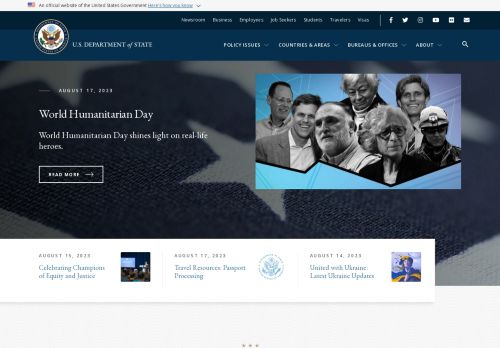 An official website of the United States Government Here's how you know
Newsroom Business Employees Job Seekers Students Travelers Visas
U.S. DEPARTMENT of STATE
POLICY ISSUES COUNTRIES & AREAS BUREAUS & OFFICES ABOUT
AUGUST 17, 2023
World Humanitarian Day
World Humanitarian Day shines light on real-life
heroes.
READ MORE
AUGUST 15, 2023
Celebrating Champions
of Equity and Justice
AUGUST 17, 2023
Travel Resources: Passport
Processing
AUGUST 14, 2023
United with Ukraine:
Latest Ukraine Updates